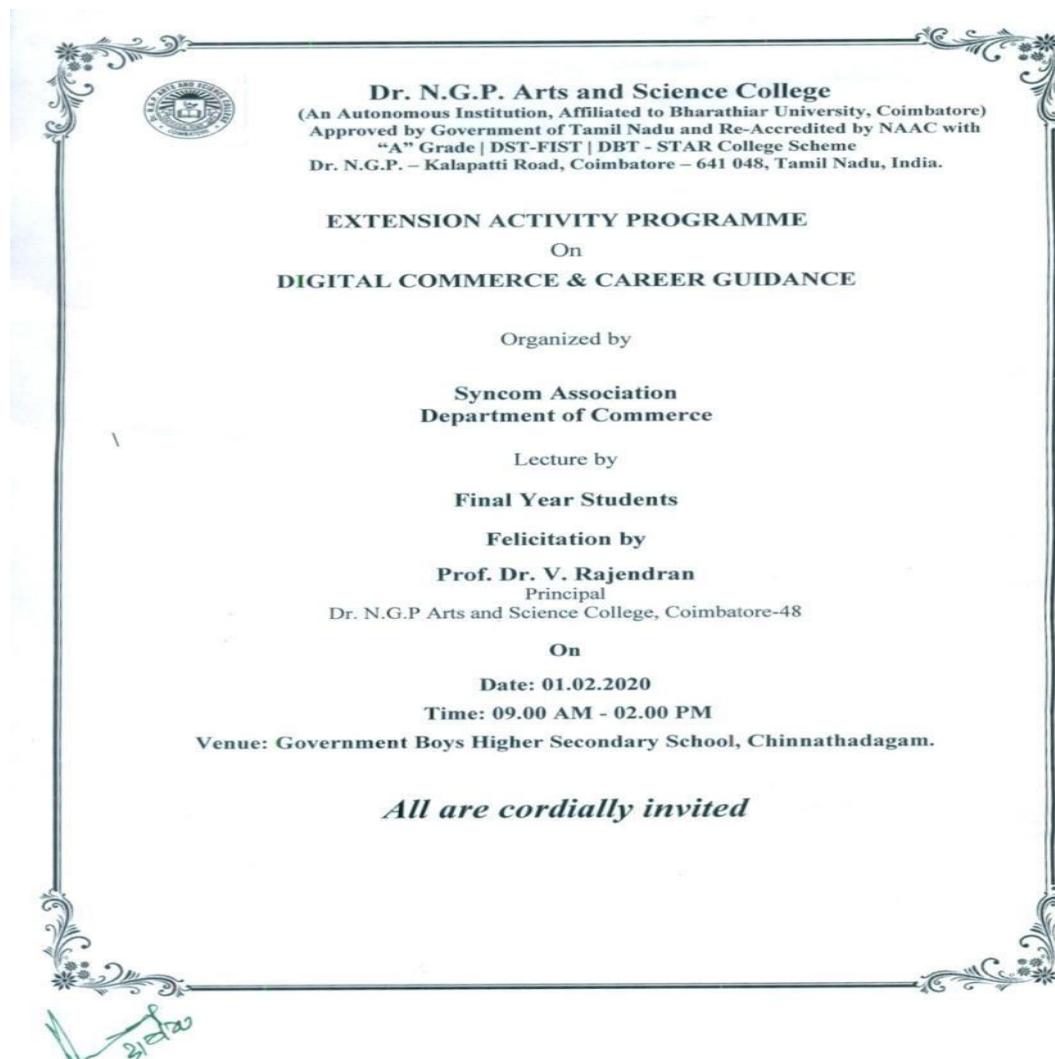 Dr. N.G.P. Arts and Science College
(An Autonomous Institution, Affiliated to Bharathiar University, Coimbatore)
Approved by Government of Tamil Nadu and Re-Accredited by NAAC with
“A” Grade | DST-FIST | DBT - STAR College Scheme
Dr. N.G.P. – Kalapatti Road, Coimbatore – 641 048, Tamil Nadu, India.
EXTENSION ACTIVITY PROGRAMME
On
DIGITAL COMMERCE & CAREER GUIDANCE
Organized by
Syncom Association
Department of Commerce
Lecture by
Final Year Students
Felicitation by
Prof. Dr. V. Rajendran
Principal
Dr. N.G.P Arts and Science College, Coimbatore-48
On
Date: 01.02.2020
Time: 09.00 AM - 02.00 PM
Venue: Government Boys Higher Secondary School, Chinnathadagam.
All are cordially invited